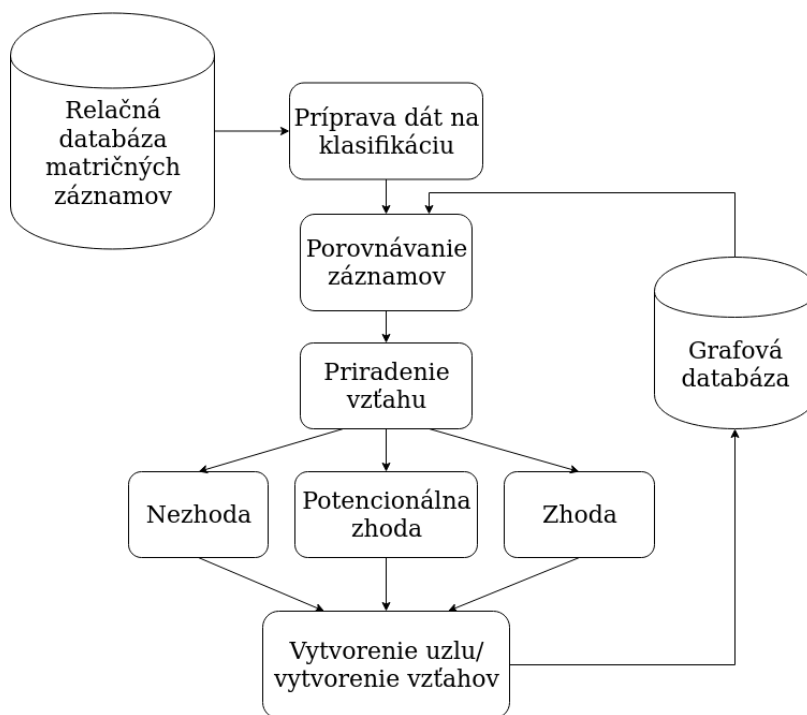 Relačná
databáza
matričných
záznamov
Príprava dát na
klasifikáciu
Porovnávanie
záznamov
Grafová
databáza
Priradenie
vzťahu
Nezhoda
Potencionálna
zhoda
Zhoda
Vytvorenie uzlu/
vytvorenie vzťahov